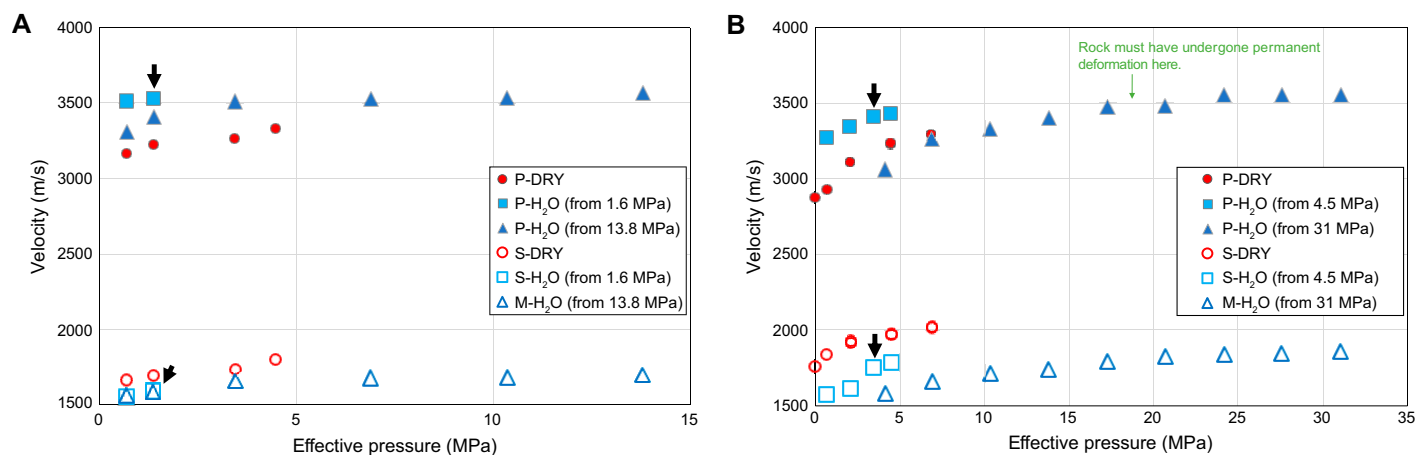 A
Velocity (m/s)
4000
3500
3000
2500
2000
1500
0
5
10
15
Effective pressure (MPa)
P-DRY
P-H₂O (from 1.6 MPa)
P-H₂O (from 13.8 MPa)
S-DRY
S-H₂O (from 1.6 MPa)
M-H₂O (from 13.8 MPa)
B
Velocity (m/s)
4000
3500
3000
2500
2000
1500
0
5
10
15
20
25
30
35
Effective pressure (MPa)
Rock must have undergone permanent
deformation here.
P-DRY
P-H₂O (from 4.5 MPa)
P-H₂O (from 31 MPa)
S-DRY
S-H₂O (from 4.5 MPa)
M-H₂O (from 31 MPa)